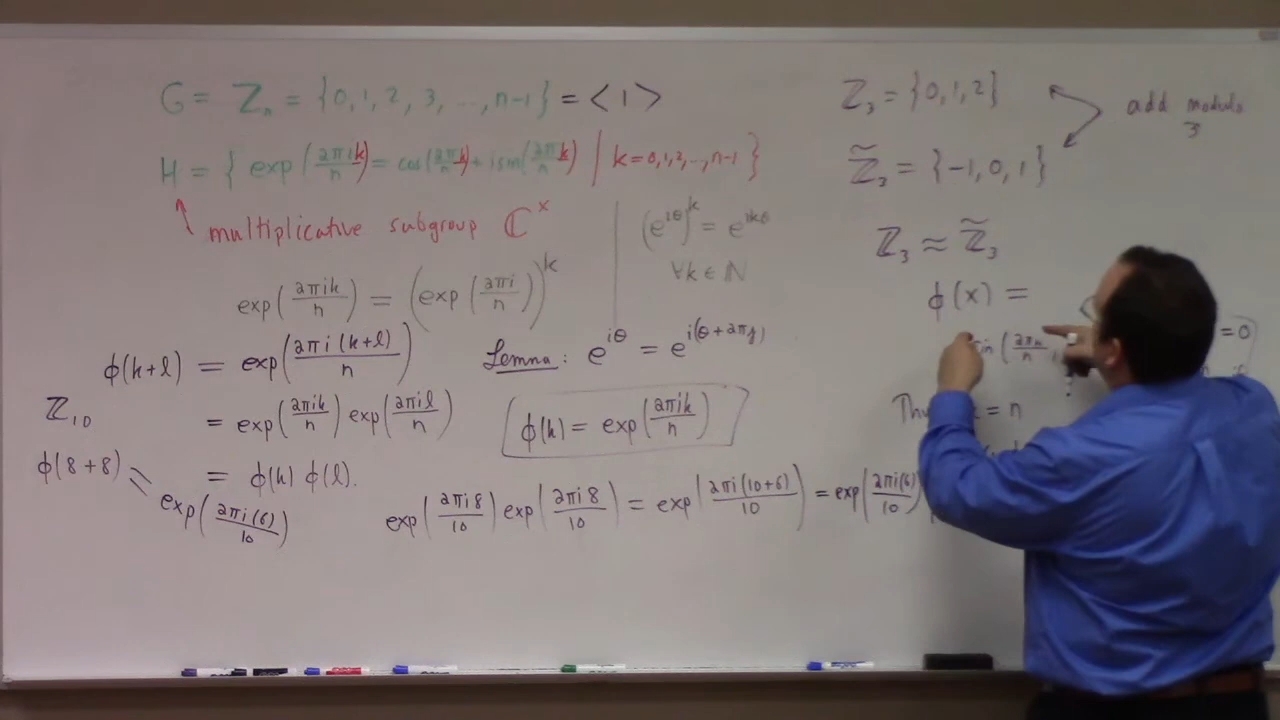 G = ℤₙ = {0, 1, 2, 3, ..., n-1} = <1>
H = { exp(2πik/n) = cos(2πk/n) + i sin(2πk/n) | k = 0, 1, 2, ..., n-1 }
multiplicative subgroup ℂ^×
(e^{iθ})^k = e^{ikθ}
∀k ∈ ℕ
exp(2πik/n) = (exp(2πi/n))^k
φ(k+l) = exp(2πi(k+l)/n)
= exp(2πik/n) exp(2πil/n)
= φ(k) φ(l).
Lemma: e^{iθ} = e^{i(θ+2πj)}
φ(k) = exp(2πik/n)
ℤ₁₀
φ(8+8)
exp(2πi(6)/10)
exp(2πi8/10) exp(2πi8/10) = exp(2πi(10+6)/10) = exp(2πi(6)/10)
ℤ₃ = {0, 1, 2}
add modulo
3
ℤ̃₃ = {-1, 0, 1}
ℤ₃ ≈ ℤ̃₃
φ(x) =
= 0
= n